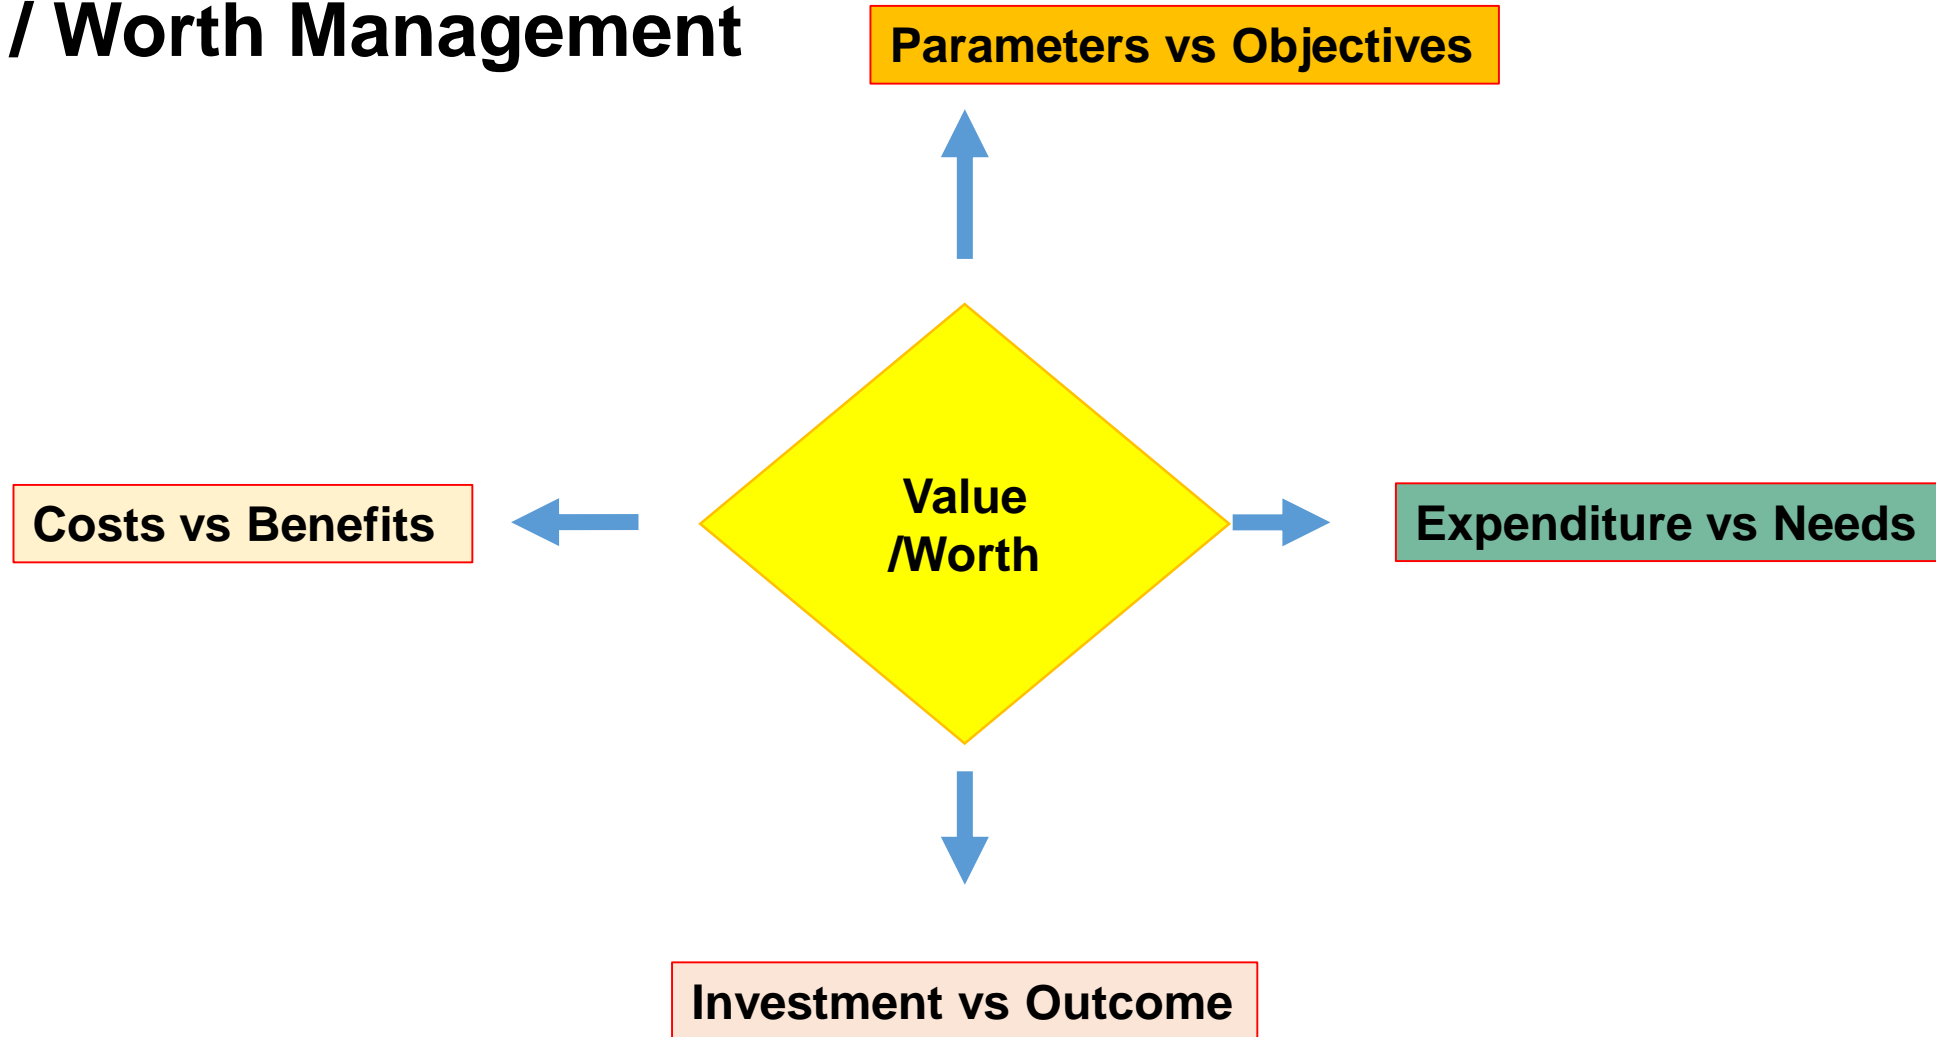 / Worth Management
Parameters vs Objectives
Costs vs Benefits
Value
/Worth
Expenditure vs Needs
Investment vs Outcome